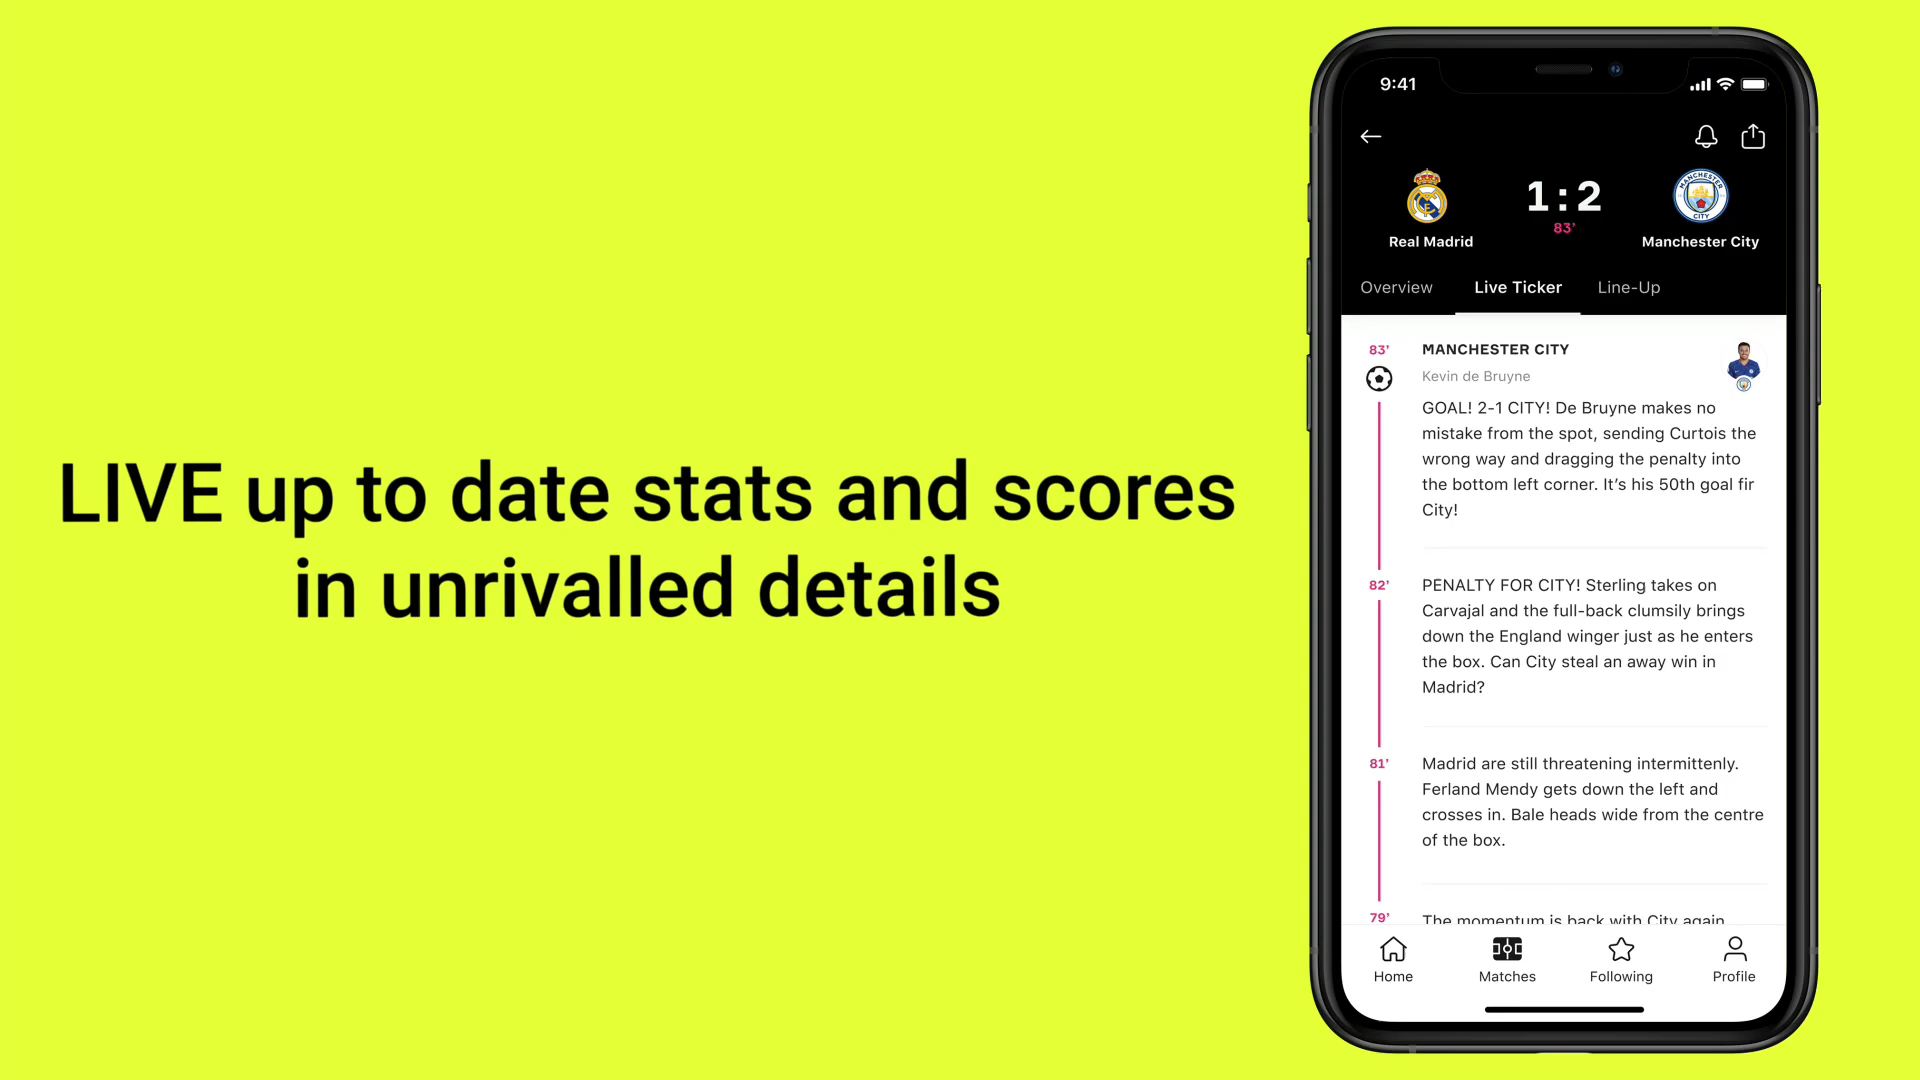 LIVE up to date stats and scores
in unrivalled details
9:41
1:2
83'
Real Madrid
Manchester City
MANCHESTER CITY
Overview
Live Ticker
Line-Up
83'
MANCHESTER CITY
Kevin de Bruyne
GOAL! 2-1 CITY! De Bruyne makes no
mistake from the spot, sending Curtois the
wrong way and dragging the penalty into
the bottom left corner. It’s his 50th goal fir
City!
82'
PENALTY FOR CITY! Sterling takes on
Carvajal and the full-back clumsily brings
down the England winger just as he enters
the box. Can City steal an away win in
Madrid?
81'
Madrid are still threatening intermittenly.
Ferland Mendy gets down the left and
crosses in. Bale heads wide from the centre
of the box.
79'
The momentum is back with City again
Home
Matches
Following
Profile